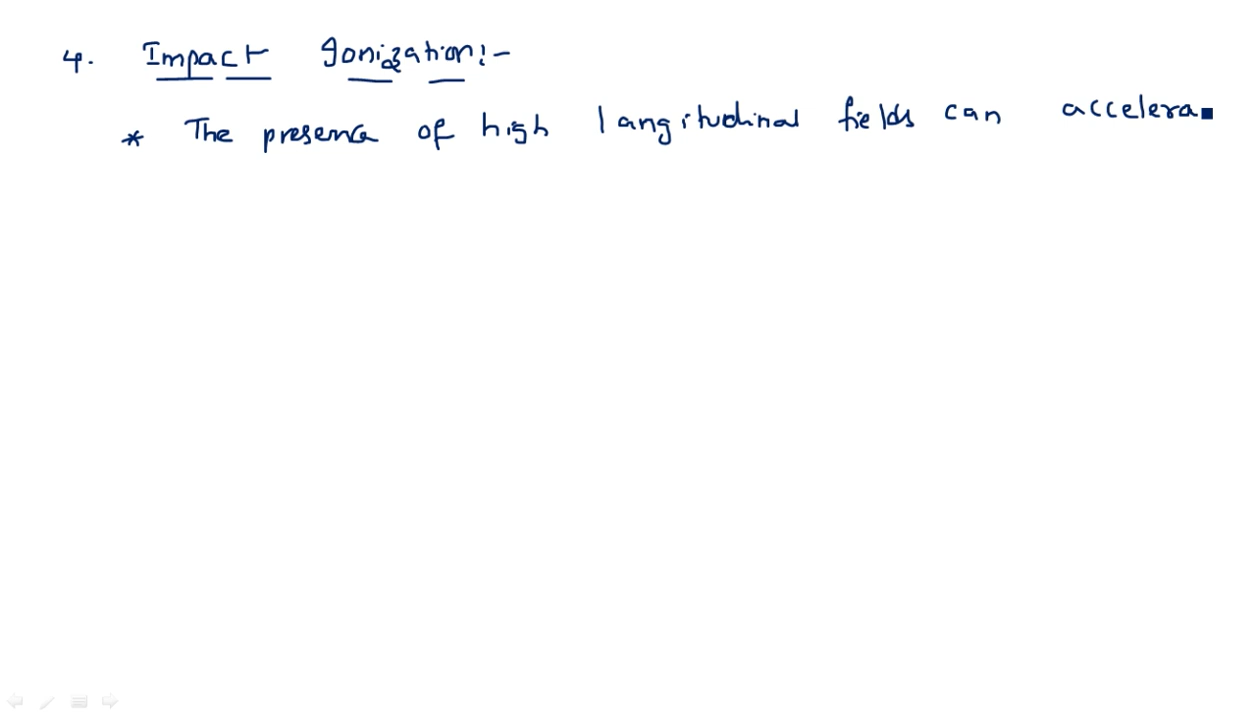 4. Impact Ionization:-
* The presence of high longitudinal fields can accelera